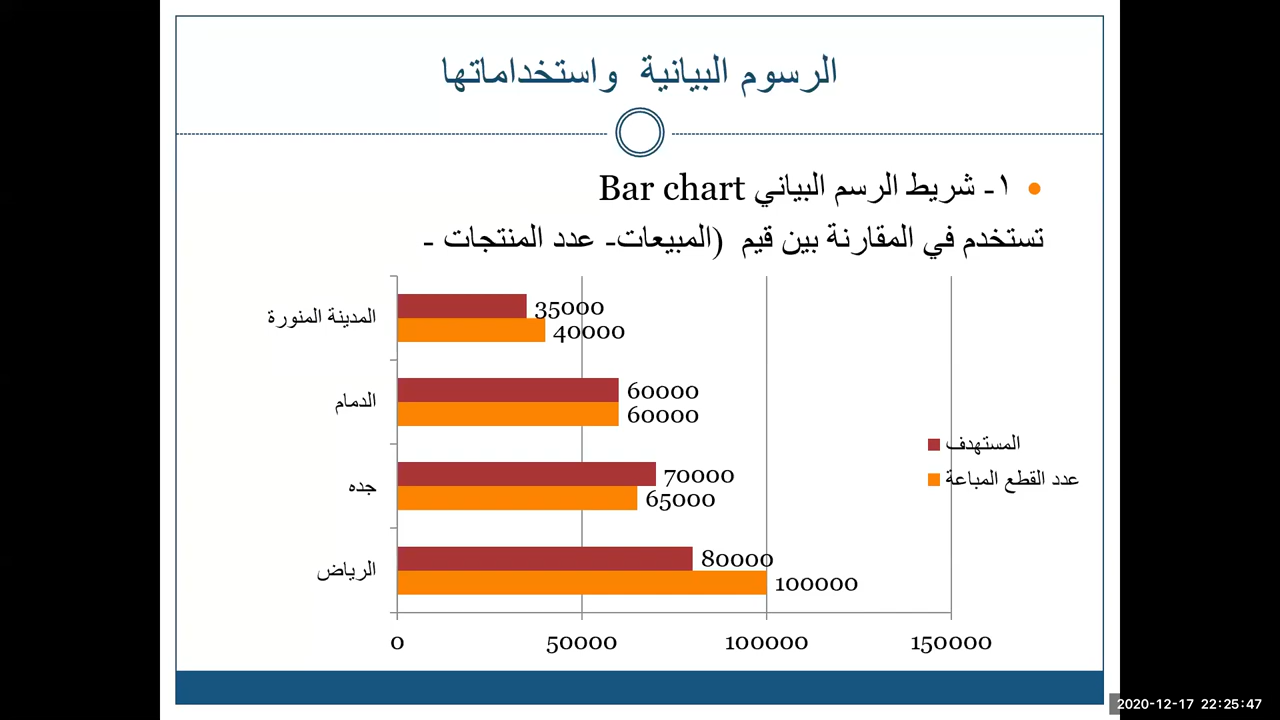 الرسوم البيانية واستخداماتها
١- شريط الرسم البياني Bar chart
تستخدم في المقارنة بين قيم (المبيعات- عدد المنتجات -
المدينة المنورة
35000
40000
الدمام
60000
60000
جده
70000
65000
الرياض
80000
100000
المستهدف
عدد القطع المباعة
0 50000 100000 150000
2020-12-17 22:25:47